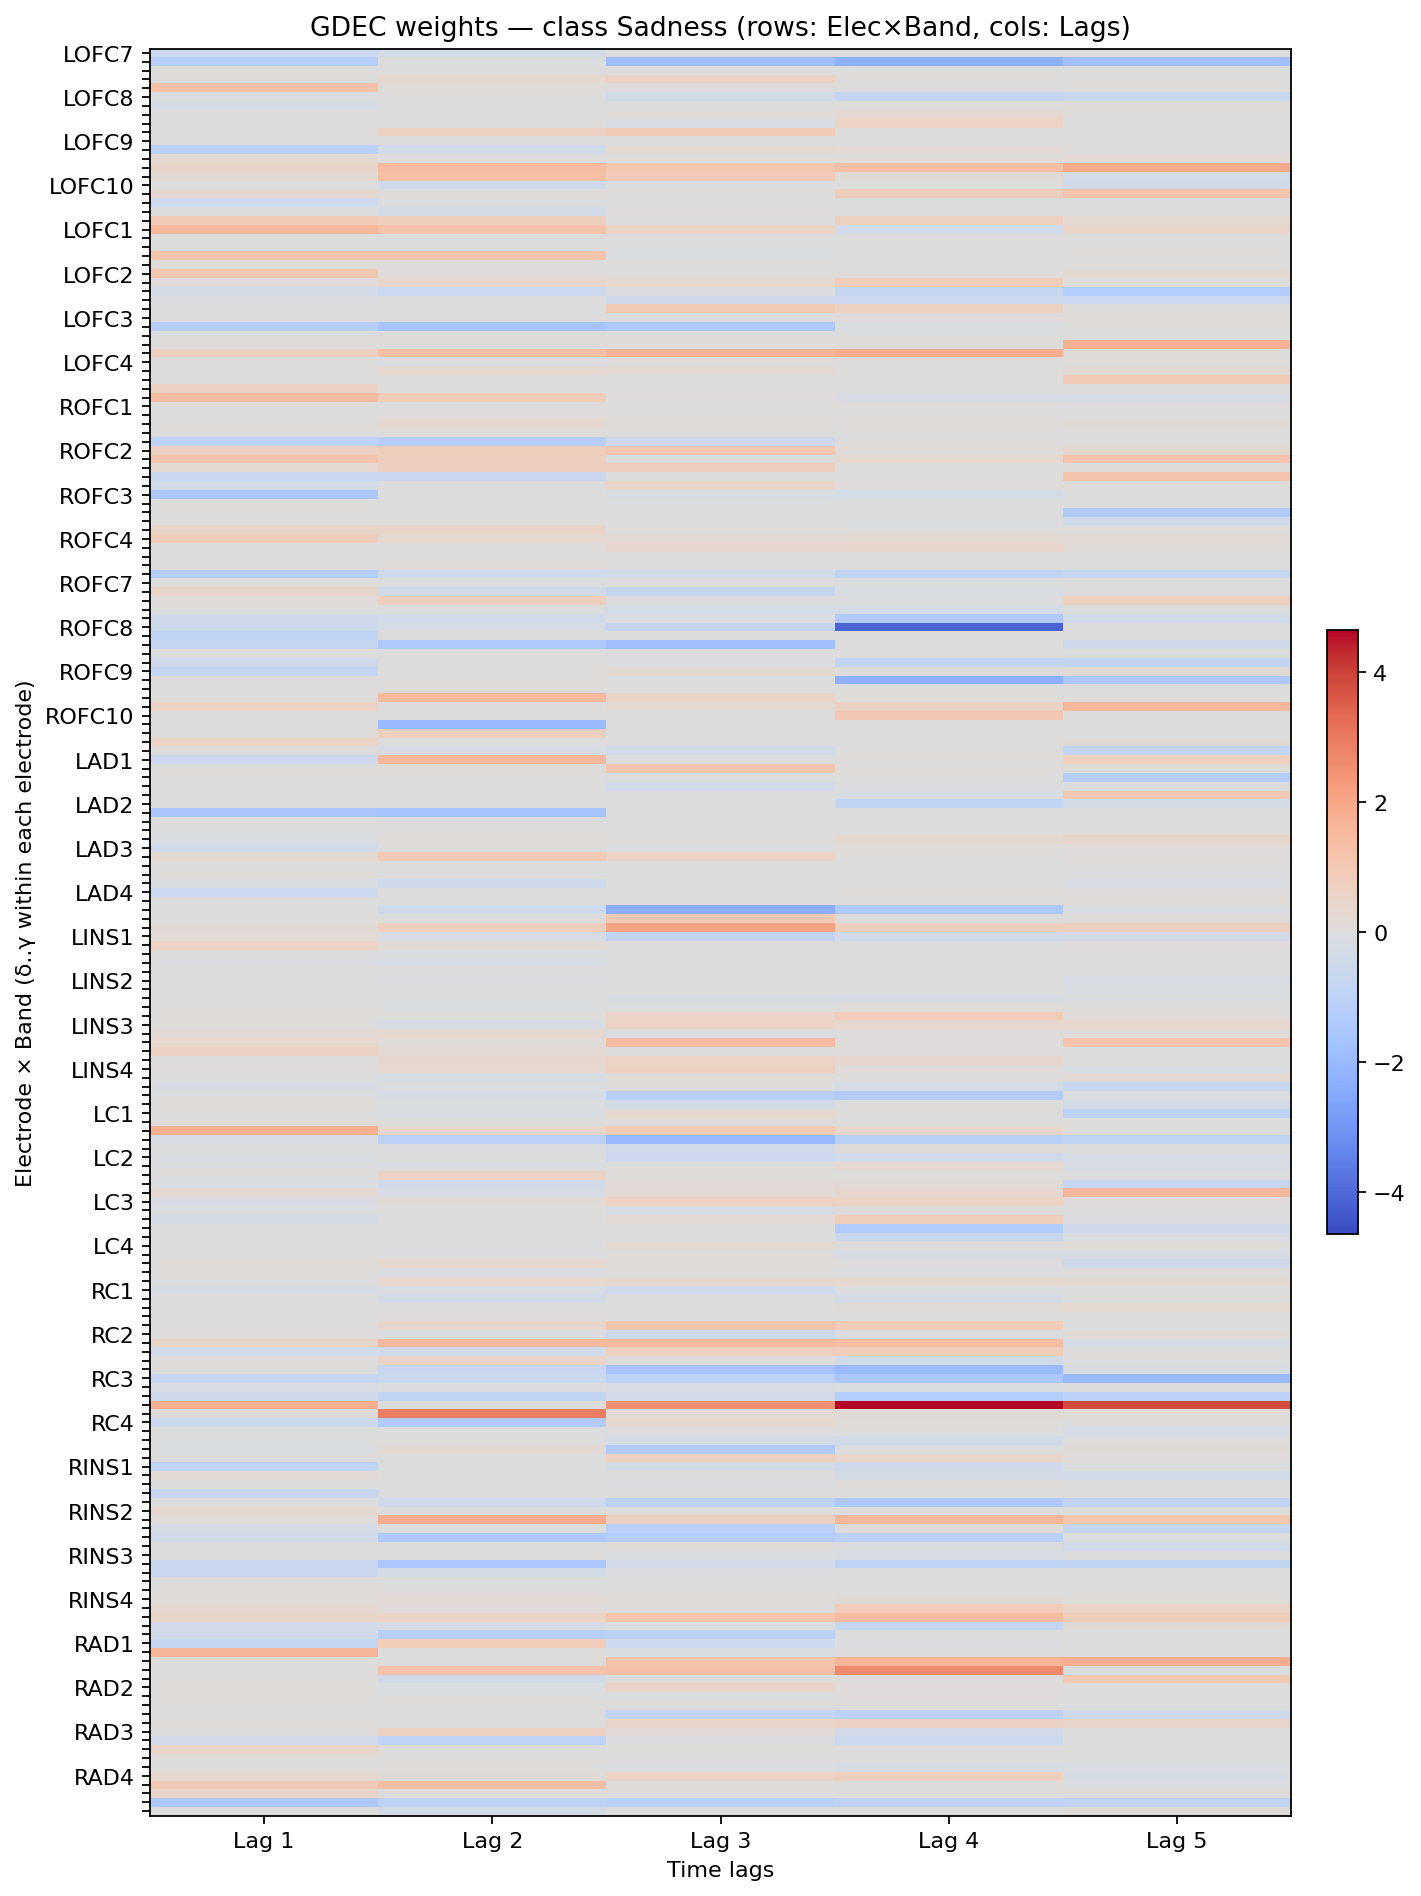 GDEC weights — class Sadness (rows: Elec×Band, cols: Lags)
LOFC7
LOFC8
LOFC9
LOFC10
LOFC1
LOFC2
LOFC3
LOFC4
ROFC1
ROFC2
ROFC3
ROFC4
ROFC7
ROFC8
ROFC9
ROFC10
LAD1
LAD2
LAD3
LAD4
LINS1
LINS2
LINS3
LINS4
LC1
LC2
LC3
LC4
RC1
RC2
RC3
RC4
RINS1
RINS2
RINS3
RINS4
RAD1
RAD2
RAD3
RAD4
Electrode × Band (δ..γ within each electrode)
Lag 1
Lag 2
Lag 3
Lag 4
Lag 5
Time lags
4
2
0
−2
−4